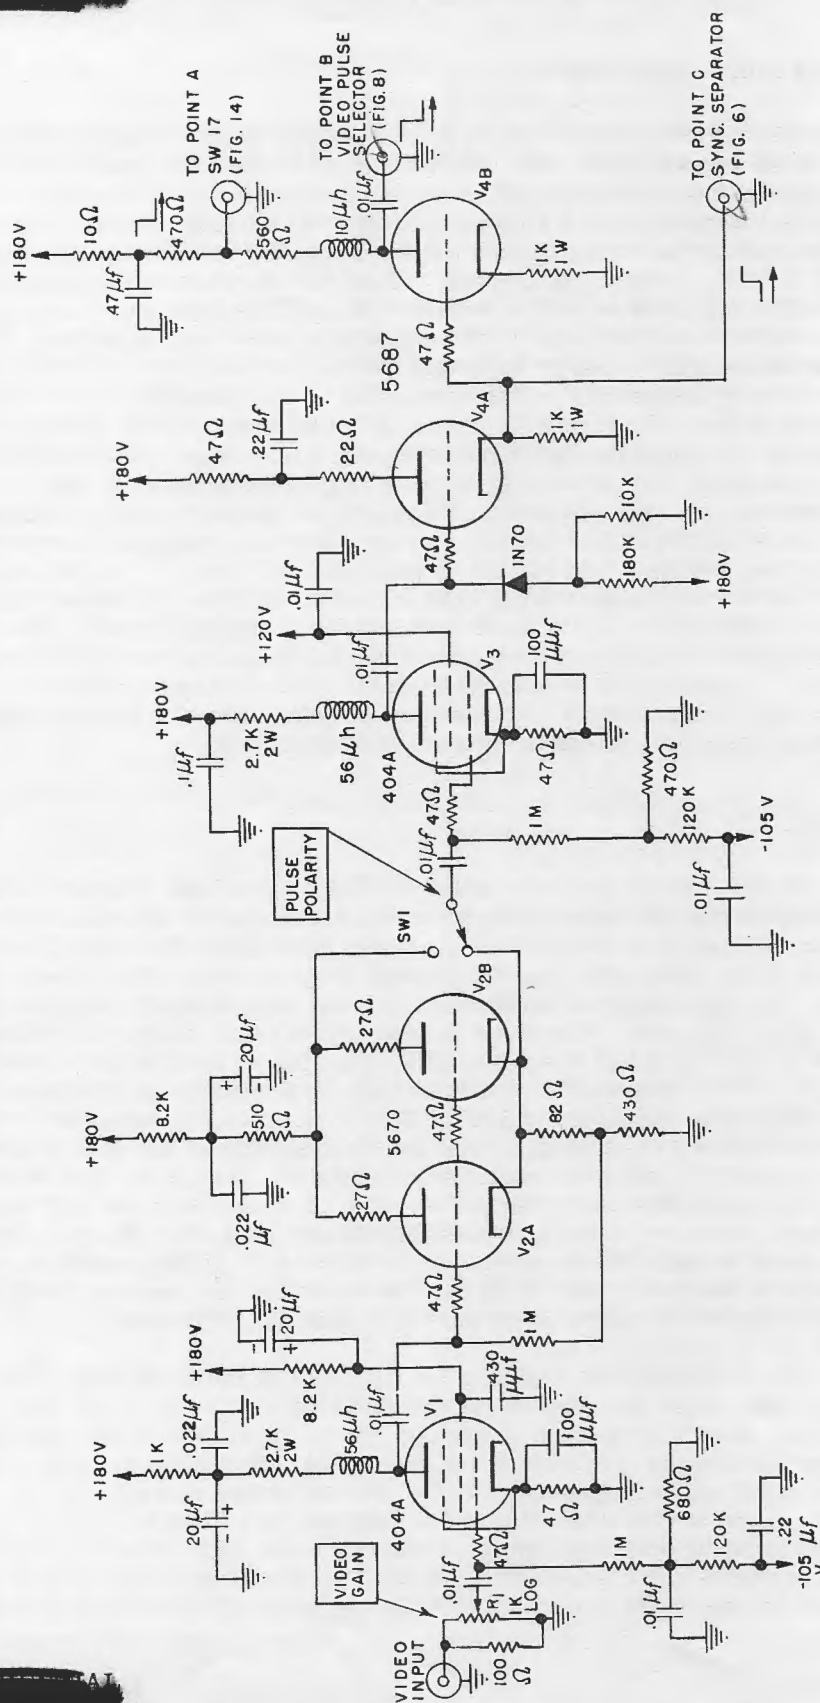 VIDEO
INPUT
100
Ω
R1
1K
LOG
VIDEO
GAIN
.01µf
47Ω
+180V
1K
20µf
+
-
.022µf
2.7K
2W
56µh
404A
V1
.01µf
+180V
8.2K
-
+
20µf
430
µµf
47
Ω
100
µµf
1M
.01µf
680Ω
120K
.22
µf
-105
V
47Ω
1M
V2A
5670
47Ω
V2B
27Ω
27Ω
+180V
8.2K
.022
µf
510
Ω
+
-
20µf
82Ω
430Ω
SW1
PULSE
POLARITY
.01µf
47Ω
1M
470Ω
120K
.01µf
-105V
404A
V3
+180V
.1µf
2.7K
2W
56µh
+120V
.01µf
.01µf
47Ω
100
µµf
47Ω
1N70
10K
180K
+180V
+180V
47Ω
.22µf
22Ω
V4A
1K
1W
5687
47Ω
V4B
1K
1W
+180V
10Ω
47µf
470Ω
560
Ω
10µh
.01µf
TO POINT A
SW 17
(FIG. 14)
TO POINT B
VIDEO PULSE
SELECTOR
(FIG. 8)
TO POINT C
SYNC. SEPARATOR
(FIG. 6)